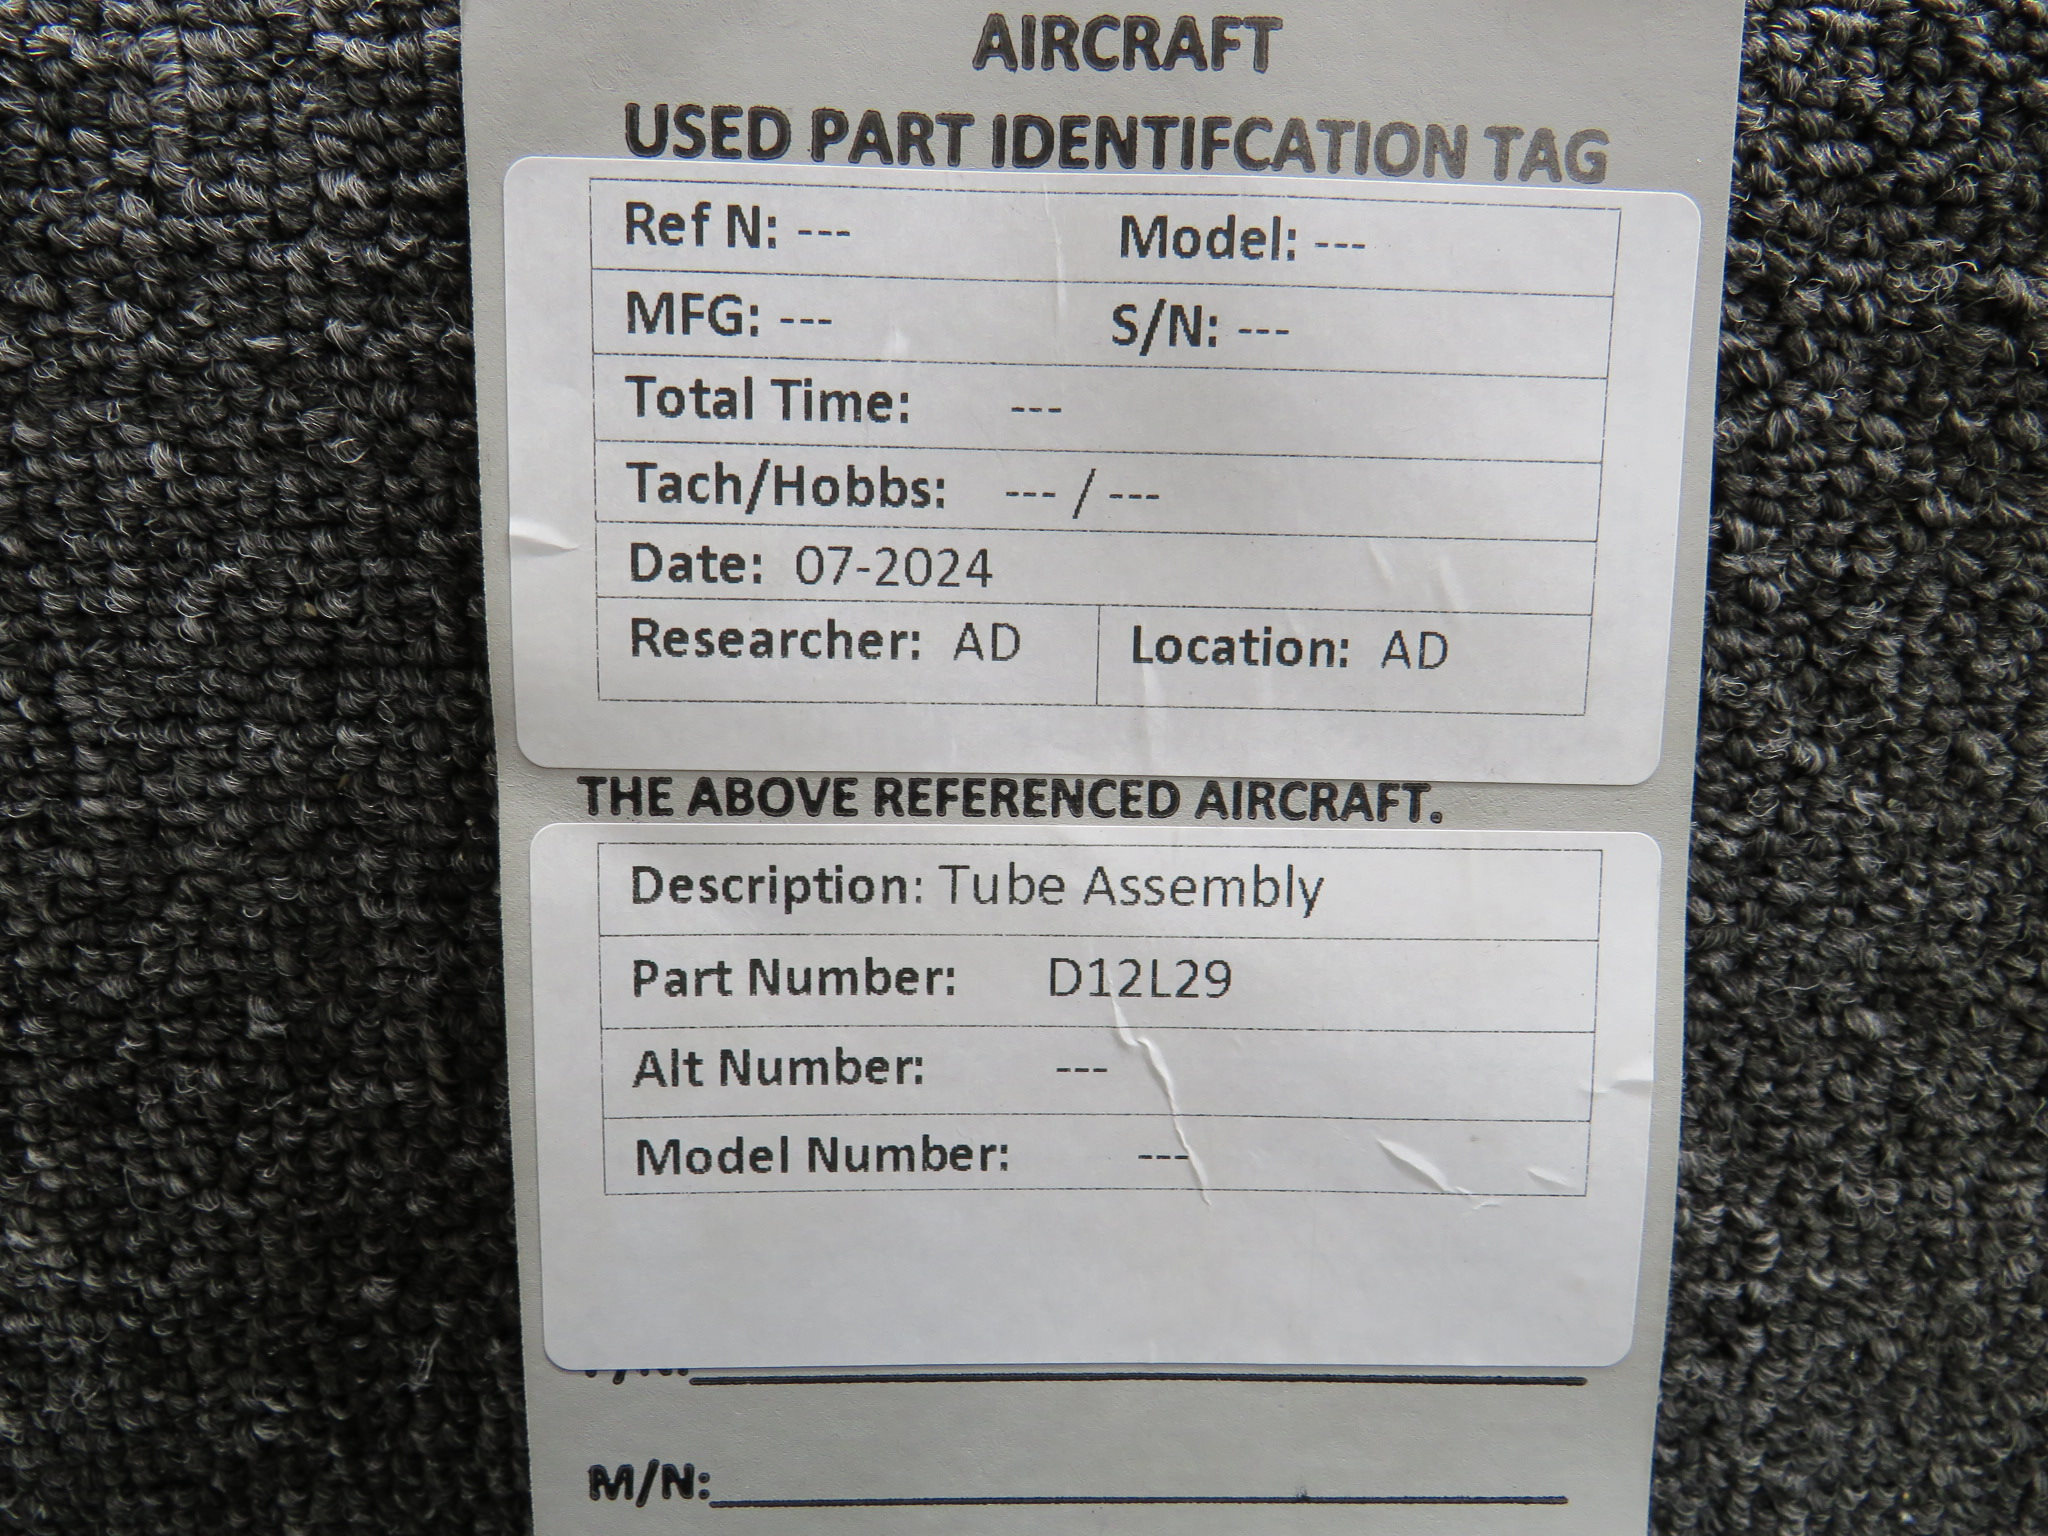 AIRCRAFT
USED PART IDENTIFCATION TAG
Ref N: --- Model: ---
MFG: --- S/N: ---
Total Time: ---
Tach/Hobbs: --- / ---
Date: 07-2024
Researcher: AD Location: AD
THE ABOVE REFERENCED AIRCRAFT.
Description: Tube Assembly
Part Number: D12L29
Alt Number: ---
Model Number: ---
M/N: